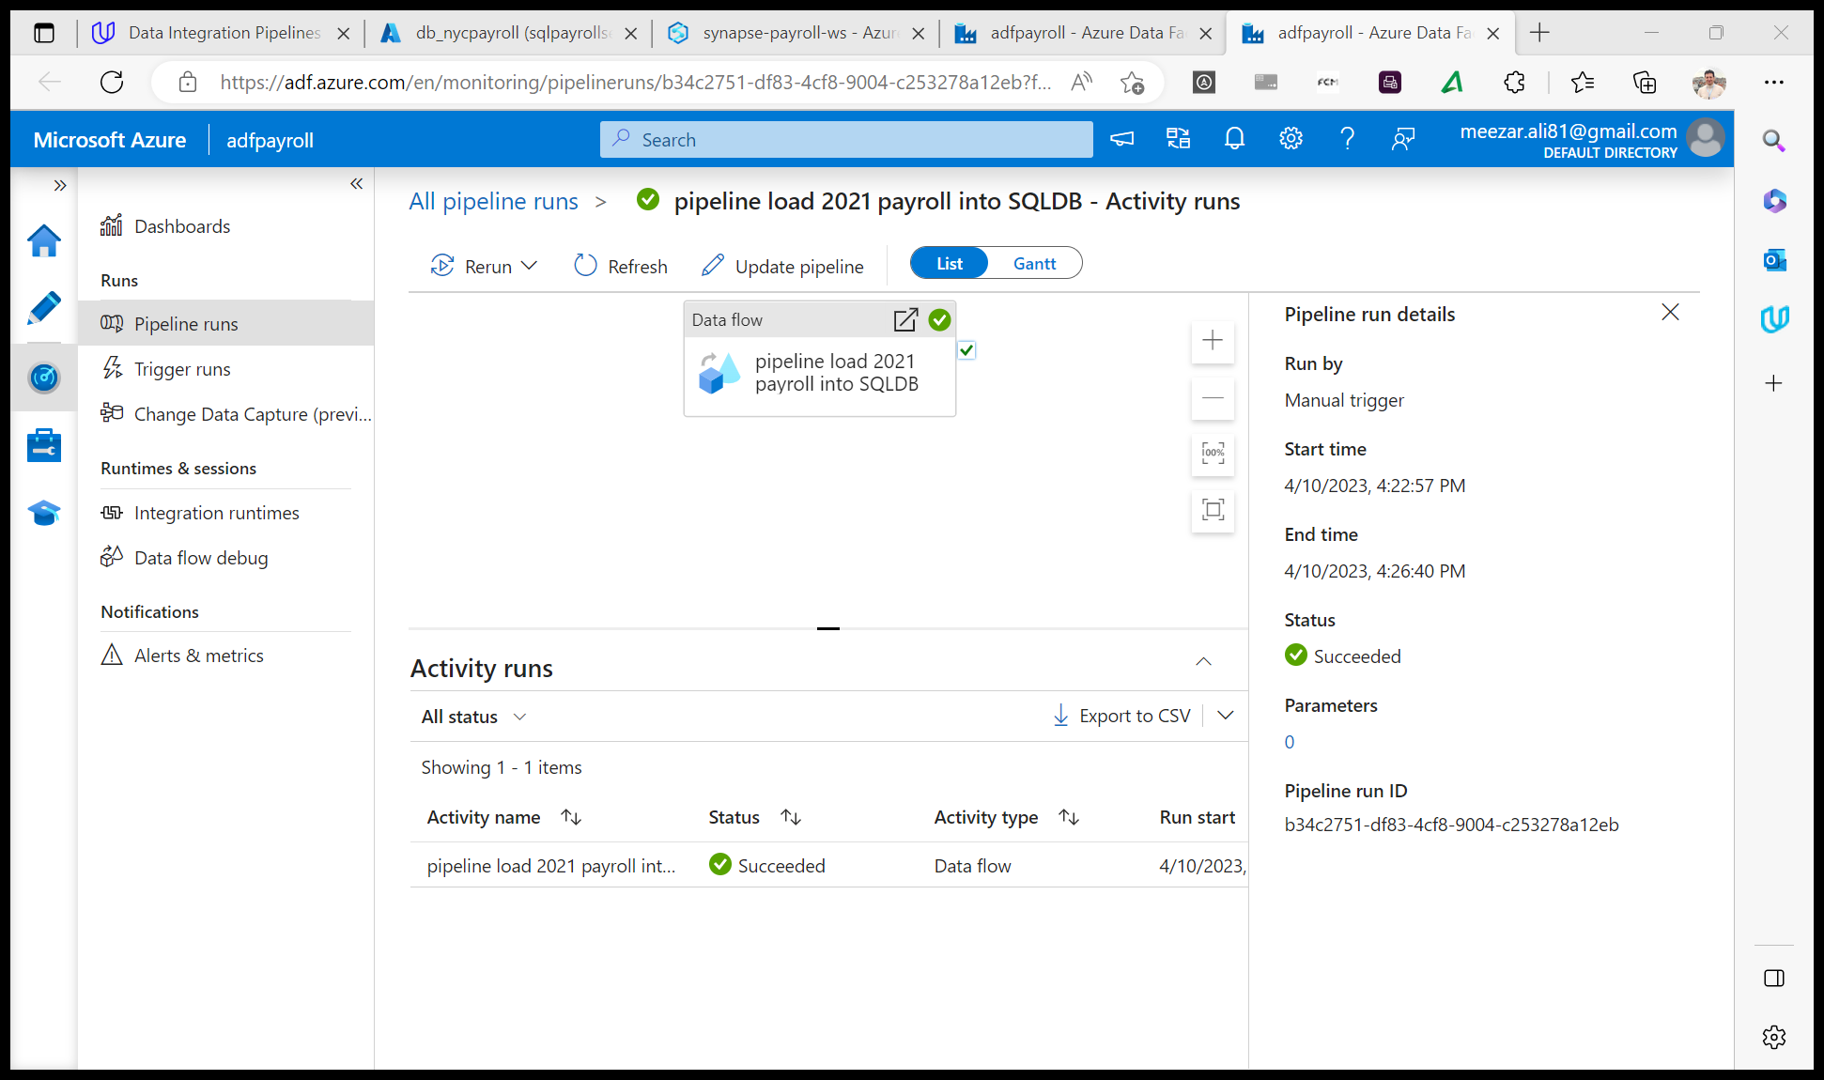 Data Integration Pipelines
db_nycpayroll (sqlpayrolls
synapse-payroll-ws - Azur
adfpayroll - Azure Data Fa
adfpayroll - Azure Data Fa
https://adf.azure.com/en/monitoring/pipelineruns/b34c2751-df83-4cf8-9004-c253278a12eb?f...
FCM
Microsoft Azure
adfpayroll
Search
meezar.ali81@gmail.com
DEFAULT DIRECTORY
Dashboards
Runs
Pipeline runs
Trigger runs
Change Data Capture (previ...
Runtimes & sessions
Integration runtimes
Data flow debug
Notifications
Alerts & metrics
All pipeline runs > pipeline load 2021 payroll into SQLDB - Activity runs
Rerun
Refresh
Update pipeline
List
Gantt
Data flow
pipeline load 2021
payroll into SQLDB
100%
Activity runs
All status
Export to CSV
Showing 1 - 1 items
Activity name
Status
Activity type
Run start
pipeline load 2021 payroll int...
Succeeded
Data flow
4/10/2023,
Pipeline run details
Run by
Manual trigger
Start time
4/10/2023, 4:22:57 PM
End time
4/10/2023, 4:26:40 PM
Status
Succeeded
Parameters
0
Pipeline run ID
b34c2751-df83-4cf8-9004-c253278a12eb